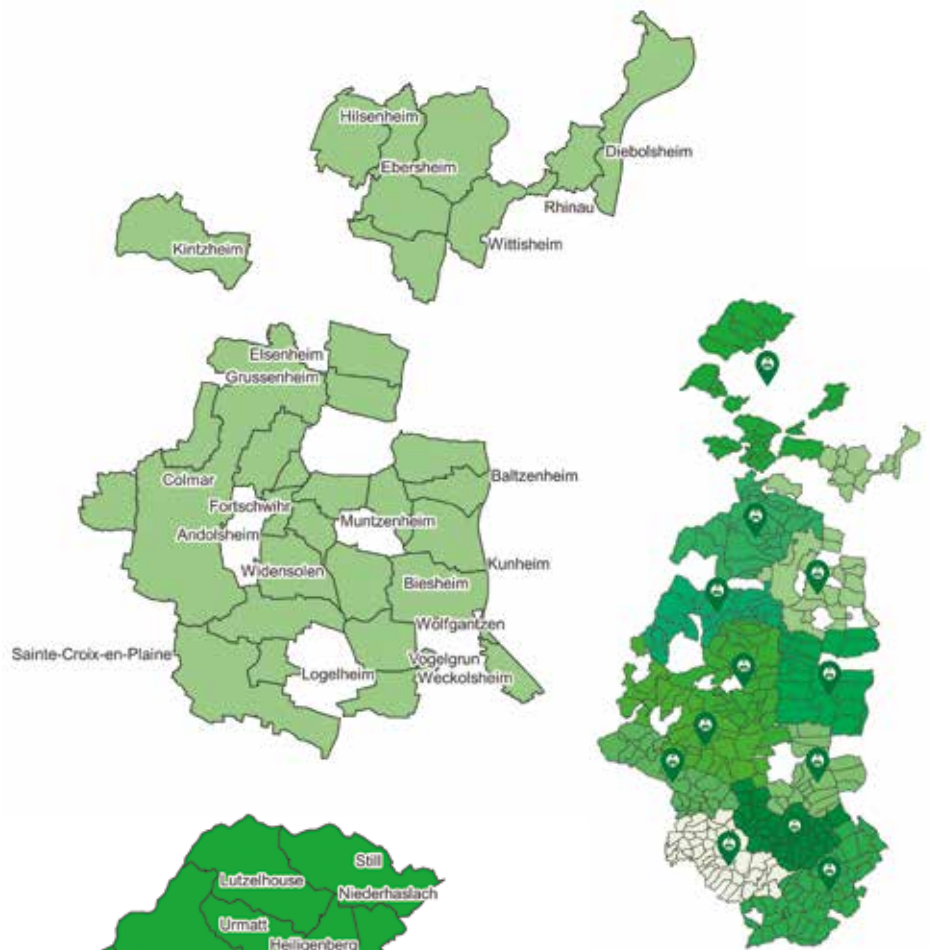 Hilsenheim
Diebolsheim
Ebersheim
Rhinau
Wittisheim
Kintzheim
Elsenheim
Grussenheim
Baltzenheim
Colmar
Fortschwihr
Muntzenheim
Andolsheim
Kunheim
Widensolen
Biesheim
Wolfgantzen
Sainte-Croix-en-Plaine
Vogelgrun
Logelheim
Weckolsheim
Still
Lutzelhouse
Niederhaslach
Urmatt
Heiligenberg